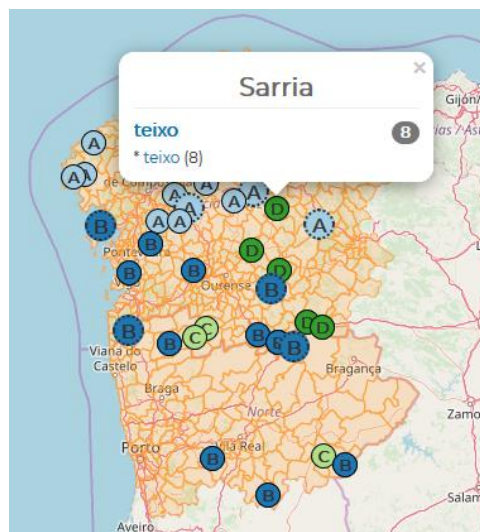 ×
Sarria
teixo 8
* teixo (8)
Gijón/
A
A A
A A A
A D
A A A
B
B
Pontevedra
D
B B D
Ourense
B
B C C B B B D D
Viana do
Castelo
B
Bragança
Braga
Norte
Zamo
Porto
Vila Real
B C B
B
Salam
Aveiro